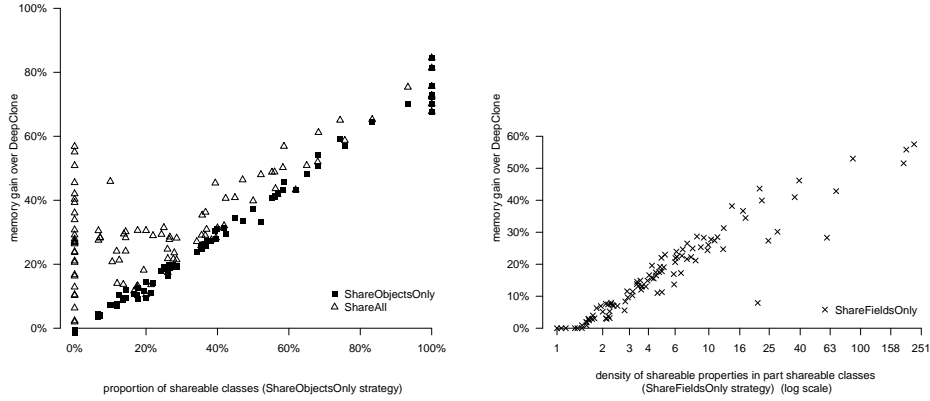 100%
80%
60%
40%
20%
0%
memory gain over DeepClone
ShareObjectsOnly
ShareAll
0% 20% 40% 60% 80% 100%
proportion of shareable classes (ShareObjectsOnly strategy)
60%
50%
40%
30%
20%
10%
0%
memory gain over DeepClone
ShareFieldsOnly
1 2 3 4 6 10 16 25 40 63 100 158 251
density of shareable properties in part shareable classes
(ShareFieldsOnly strategy) (log scale)